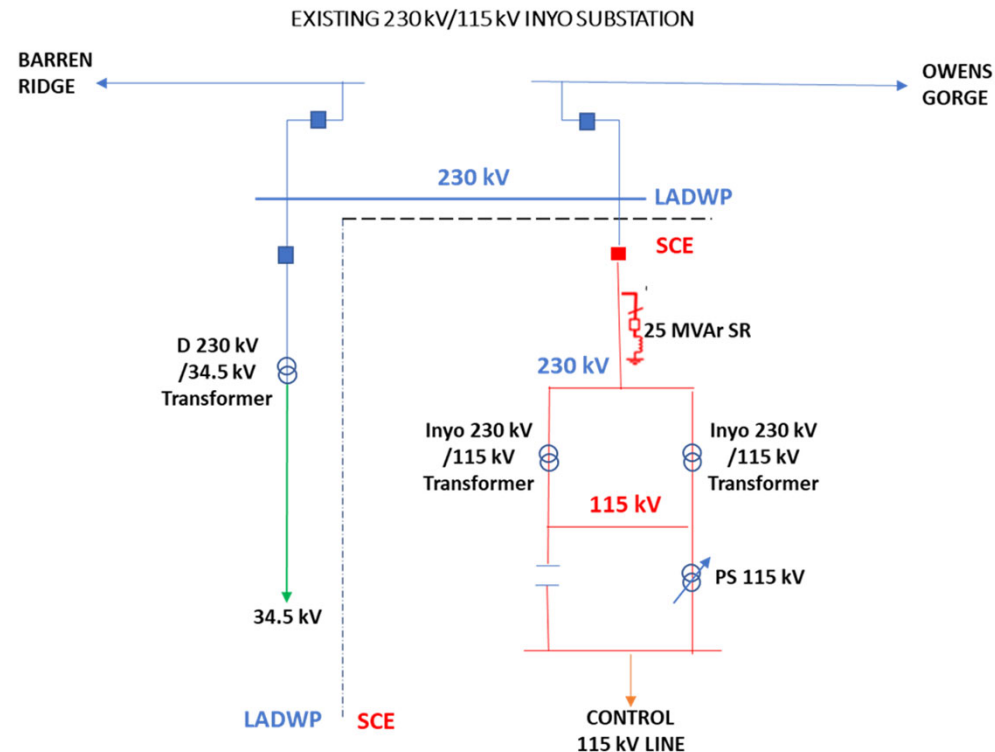 EXISTING 230 kV/115 kV INYO SUBSTATION
BARREN
RIDGE
OWENS
GORGE
230 kV
LADWP
SCE
25 MVAr SR
D 230 kV
/34.5 kV
Transformer
230 kV
Inyo 230 kV
/115 kV
Transformer
Inyo 230 kV
/115 kV
Transformer
115 kV
PS 115 kV
34.5 kV
LADWP
SCE
CONTROL
115 kV LINE